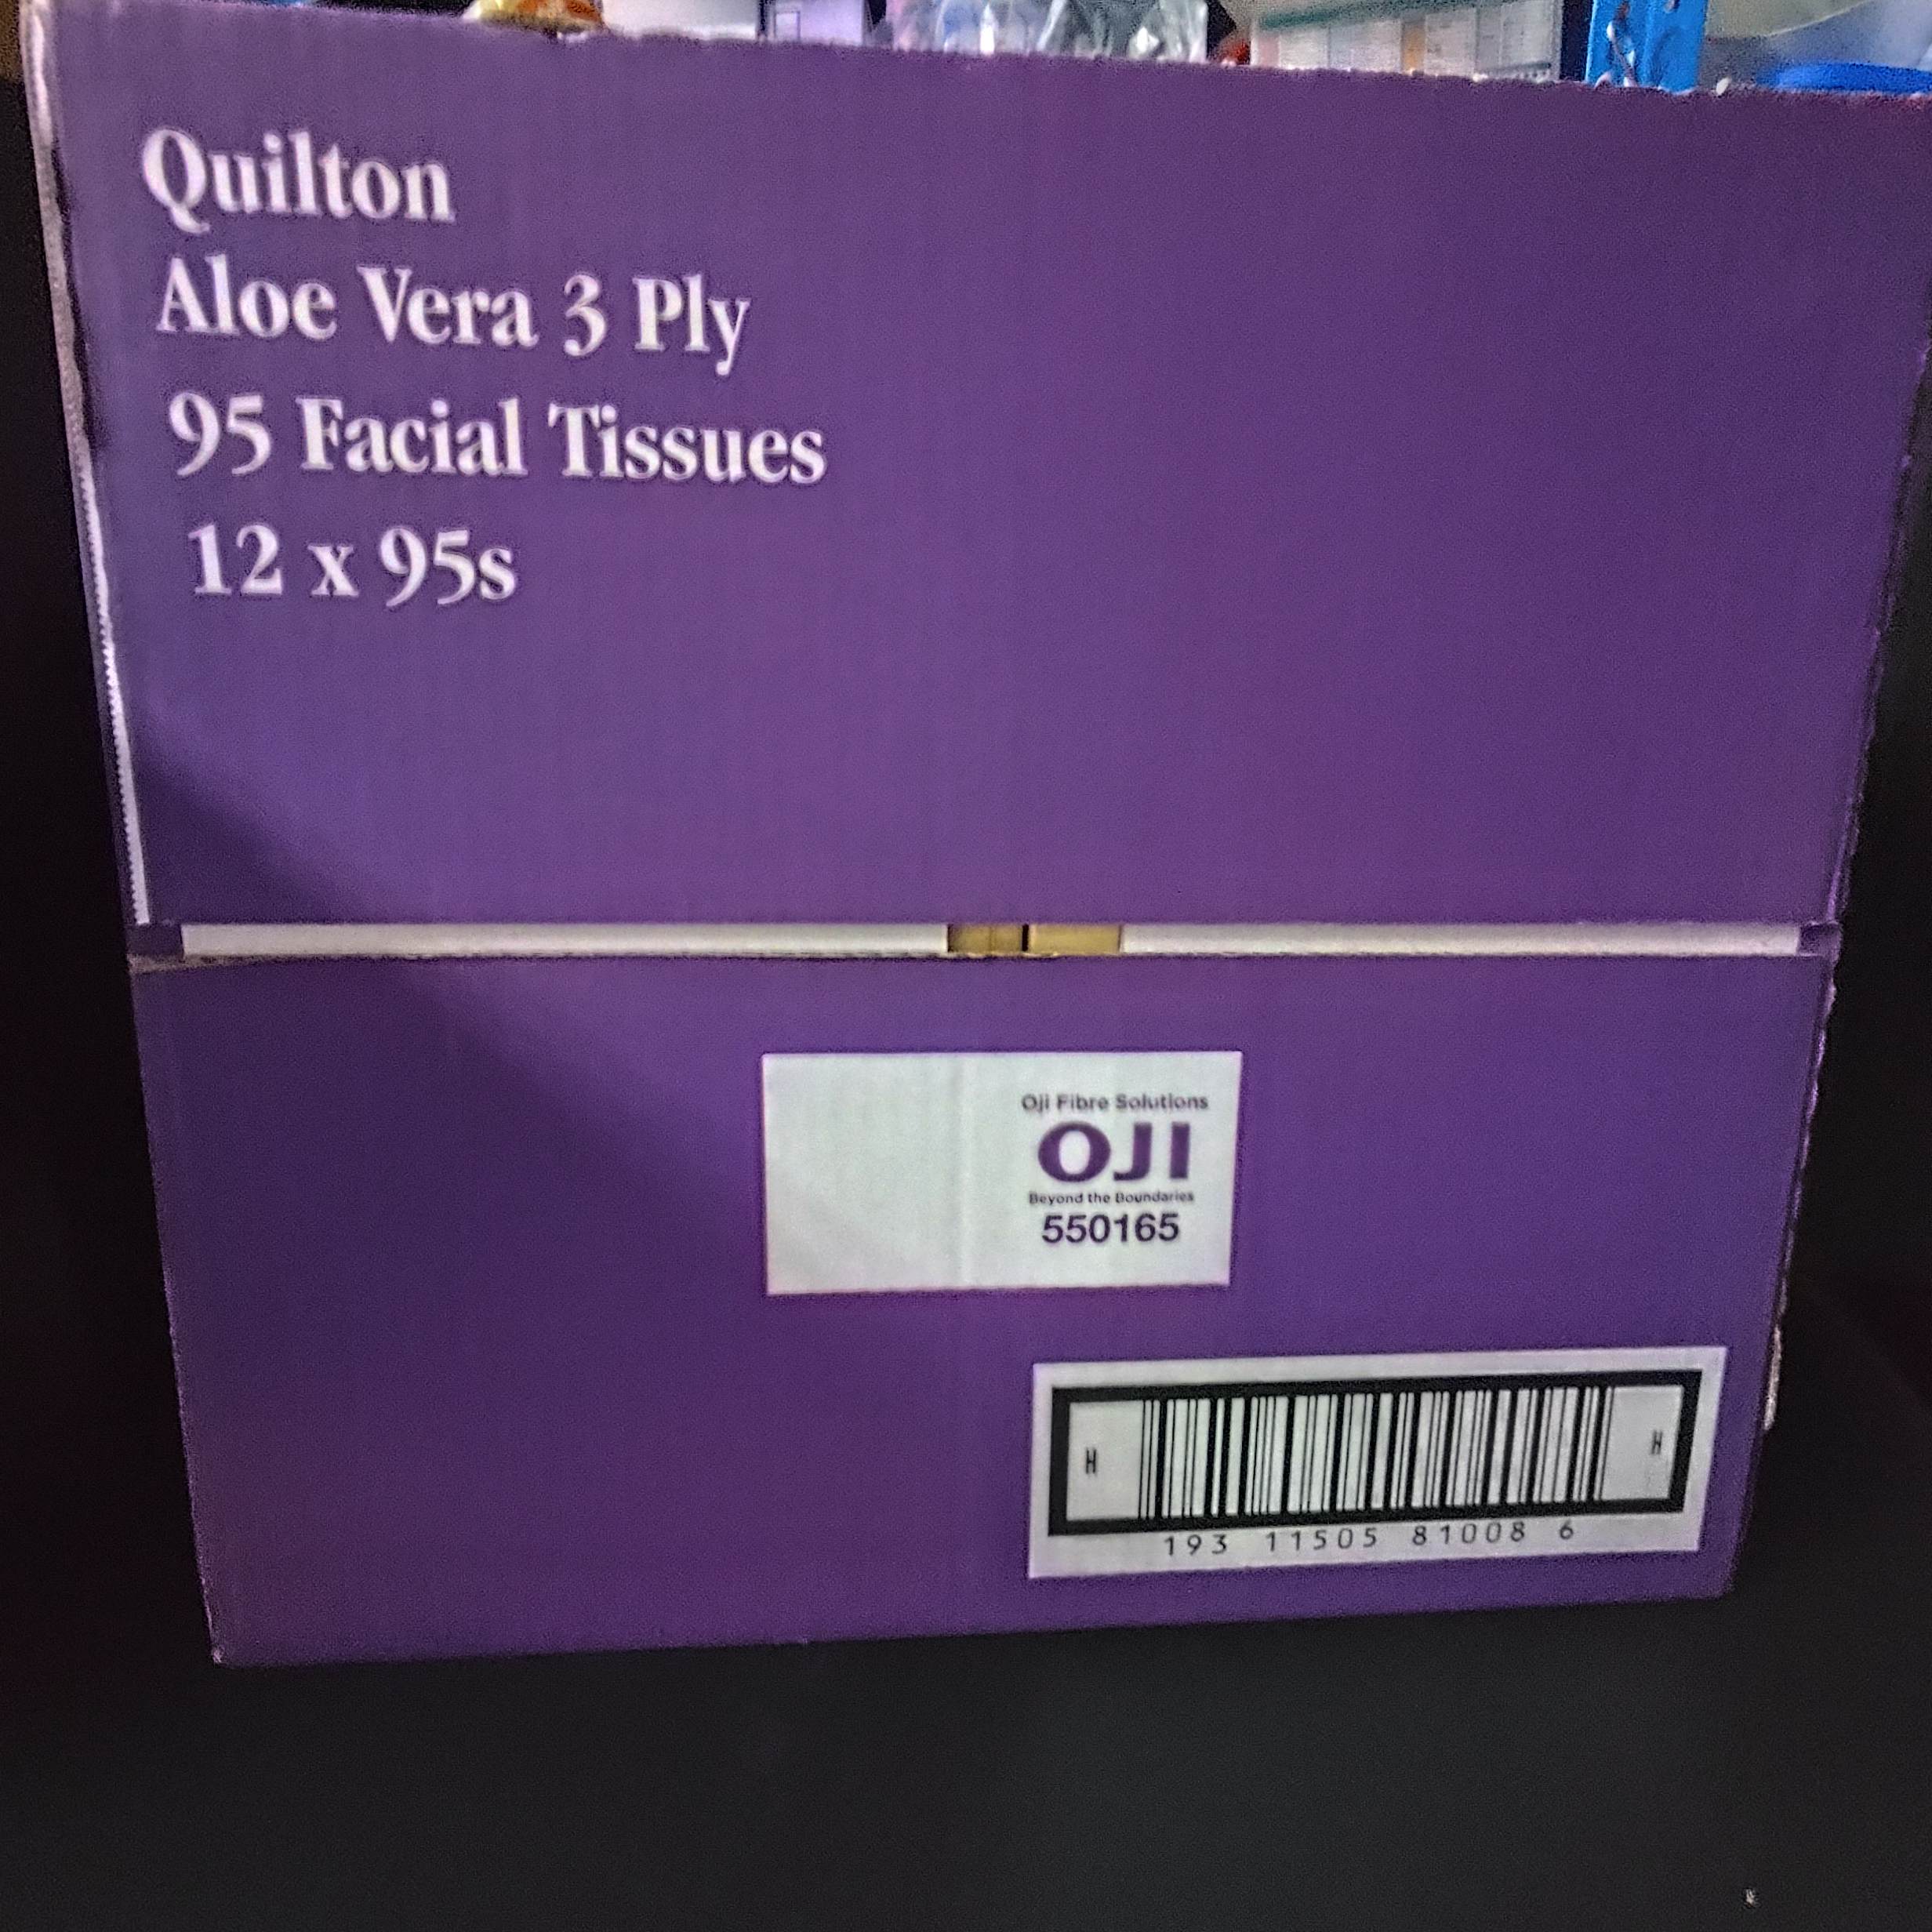 Quilton
Aloe Vera 3 Ply
95 Facial Tissues
12 x 95s
Oji Fibre Solutions
OJI
Beyond the Boundaries
550165
H
H
193 11505 81008 6